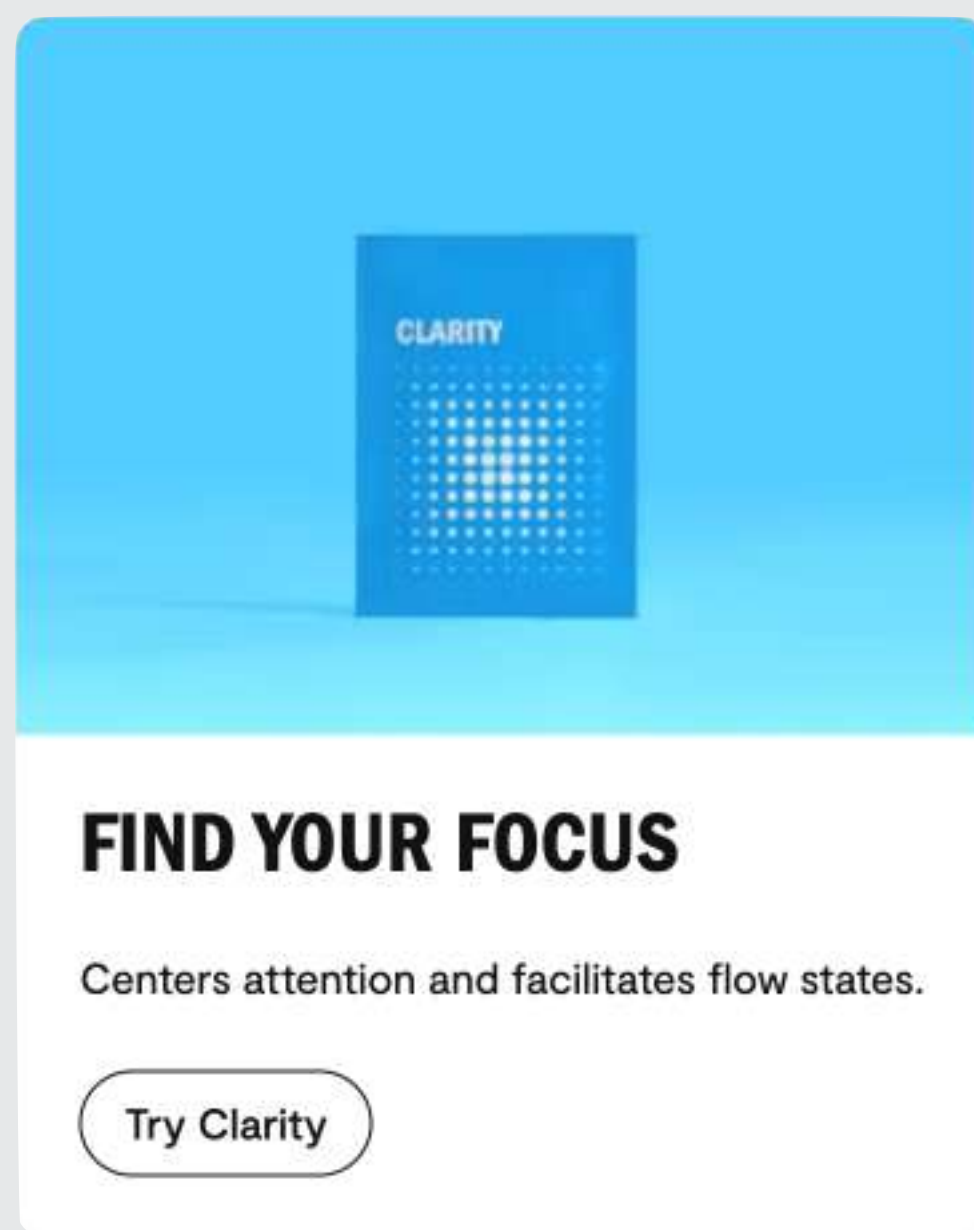 CLARITY
FIND YOUR FOCUS
Centers attention and facilitates flow states.
Try Clarity